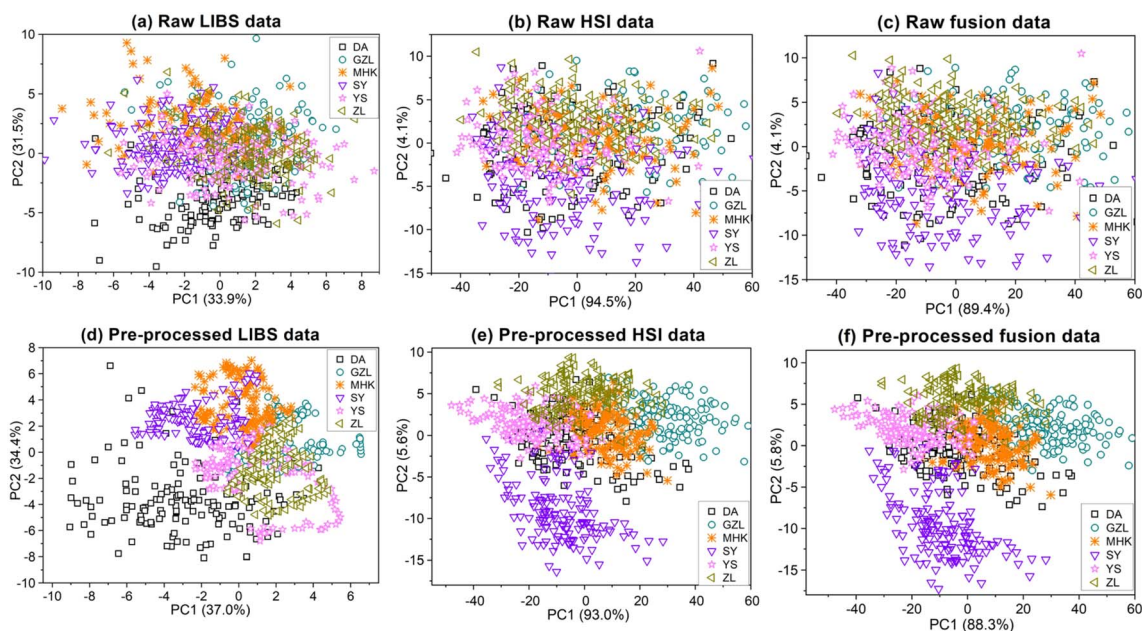 (a) Raw LIBS data
10
5
0
-5
-10
PC2 (31.5%)
-10 -8 -6 -4 -2 0 2 4 6 8
PC1 (33.9%)
DA
GZL
MHK
SY
YS
ZL
(b) Raw HSI data
10
5
0
-5
-10
-15
PC2 (4.1%)
-40 -20 0 20 40 60
PC1 (94.5%)
DA
GZL
MHK
SY
YS
ZL
(c) Raw fusion data
10
5
0
-5
-10
-15
PC2 (4.1%)
-40 -20 0 20 40 60
PC1 (89.4%)
DA
GZL
MHK
SY
YS
ZL
(d) Pre-processed LIBS data
8
6
4
2
0
-2
-4
-6
-8
-10
PC2 (34.4%)
-10 -8 -6 -4 -2 0 2 4 6
PC1 (37.0%)
DA
GZL
MHK
SY
YS
ZL
(e) Pre-processed HSI data
10
5
0
-5
-10
-15
PC2 (5.6%)
-40 -20 0 20 40 60
PC1 (93.0%)
DA
GZL
MHK
SY
YS
ZL
(f) Pre-processed fusion data
10
5
0
-5
-10
-15
PC2 (5.8%)
-40 -20 0 20 40 60
PC1 (88.3%)
DA
GZL
MHK
SY
YS
ZL